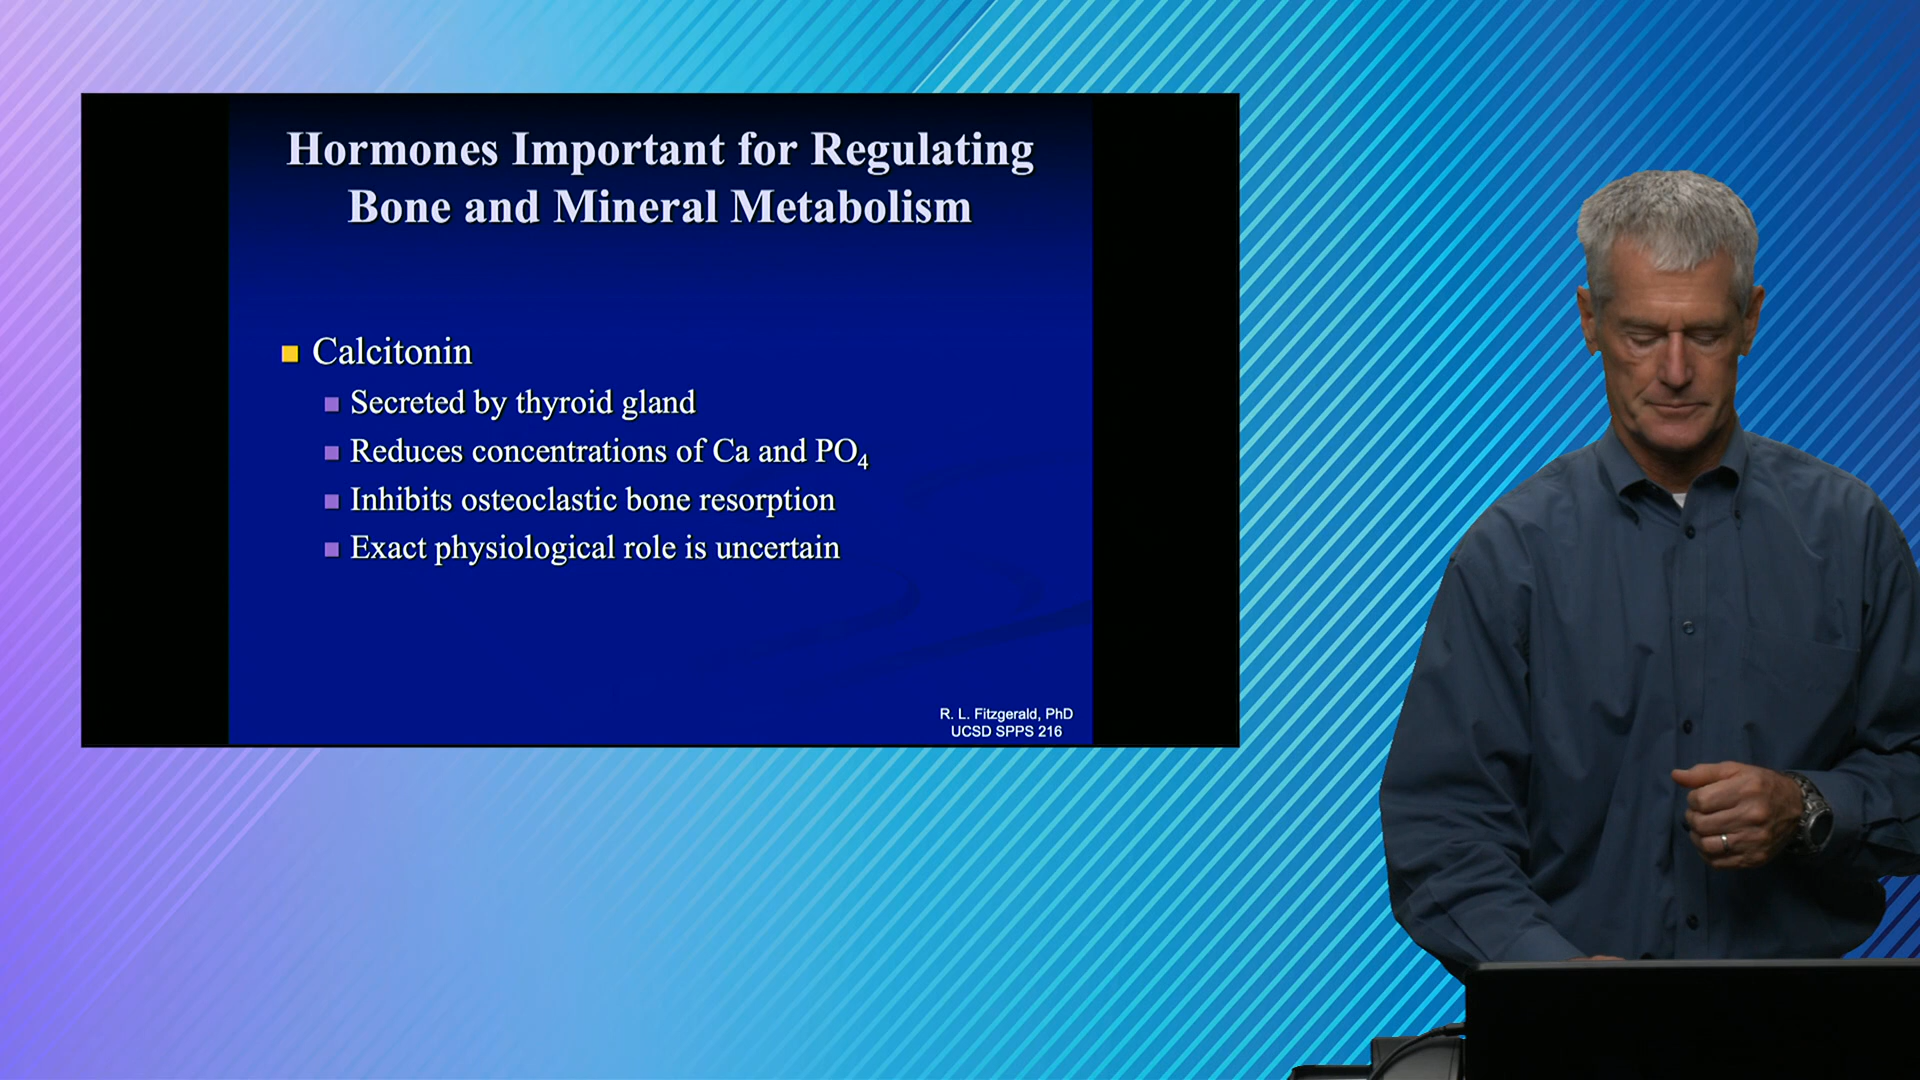 Hormones Important for Regulating
Bone and Mineral Metabolism
Calcitonin
Secreted by thyroid gland
Reduces concentrations of Ca and PO₄
Inhibits osteoclastic bone resorption
Exact physiological role is uncertain
R. L. Fitzgerald, PhD
UCSD SPPS 216